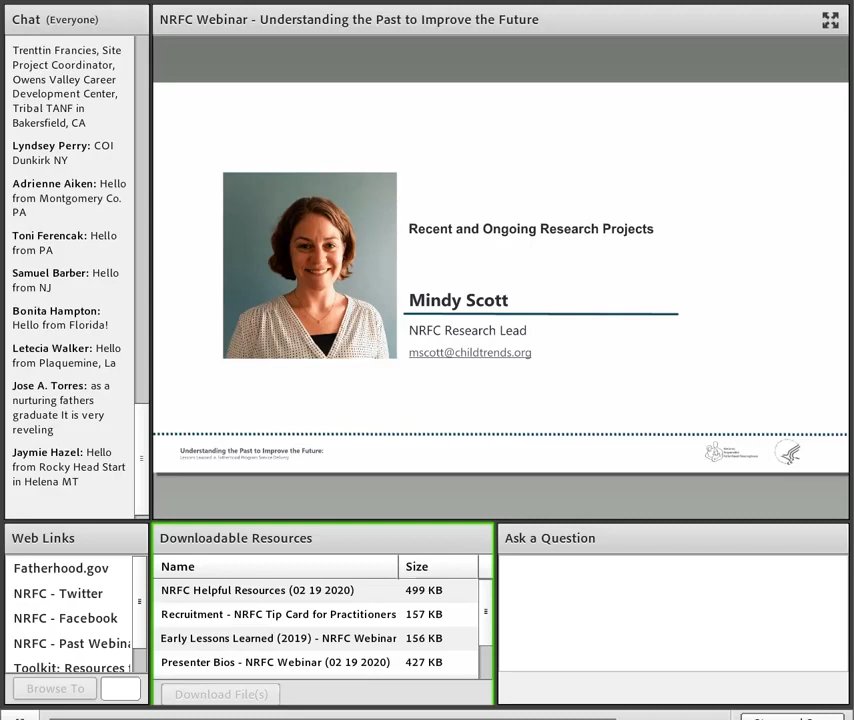 Chat (Everyone)
Trenttin Francies, Site
Project Coordinator,
Owens Valley Career
Development Center,
Tribal TANF in
Bakersfield, CA
Lyndsey Perry: COI
Dunkirk NY
Adrienne Aiken: Hello
from Montgomery Co.
PA
Toni Ferencak: Hello
from PA
Samuel Barber: Hello
from NJ
Bonita Hampton:
Hello from Florida!
Letecia Walker: Hello
from Plaquemine, La
Jose A. Torres: as a
nurturing fathers
graduate It is very
reveling
Jaymie Hazel: Hello
from Rocky Head Start
in Helena MT
NRFC Webinar - Understanding the Past to Improve the Future
Recent and Ongoing Research Projects
Mindy Scott
NRFC Research Lead
mscott@childtrends.org
Understanding the Past to Improve the Future:
Lessons Learned in Fatherhood Program Service Delivery
Web Links
Fatherhood.gov
NRFC - Twitter
NRFC - Facebook
NRFC - Past Webina
Toolkit: Resources
Browse To
Downloadable Resources
Name Size
NRFC Helpful Resources (02 19 2020) 499 KB
Recruitment - NRFC Tip Card for Practitioners 157 KB
Early Lessons Learned (2019) - NRFC Webinar 156 KB
Presenter Bios - NRFC Webinar (02 19 2020) 427 KB
Download File(s)
Ask a Question